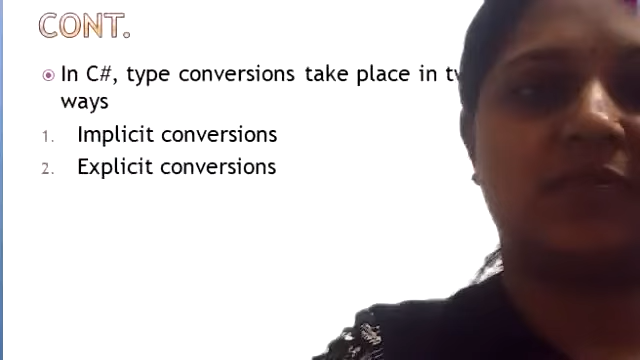 CONT.
In C#, type conversions take place in
ways
1. Implicit conversions
2. Explicit conversions